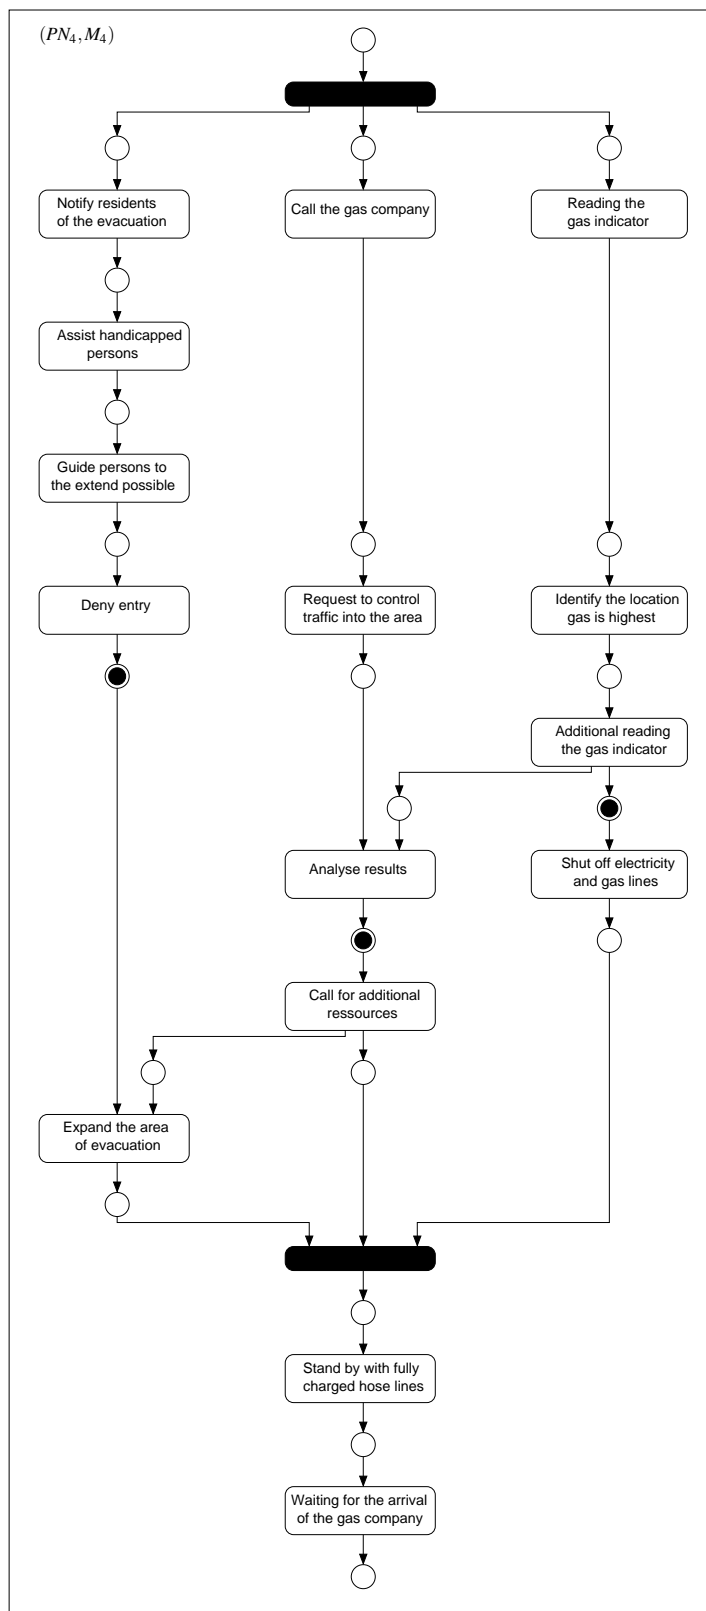 (PN4, M4)
Notify residents
of the evacuation
Call the gas company
Reading the
gas indicator
Assist handicapped
persons
Guide persons to
the extend possible
Deny entry
Request to control
traffic into the area
Identify the location
gas is highest
Additional reading
the gas indicator
Analyse results
Shut off electricity
and gas lines
Call for additional
ressources
Expand the area
of evacuation
Stand by with fully
charged hose lines
Waiting for the arrival
of the gas company